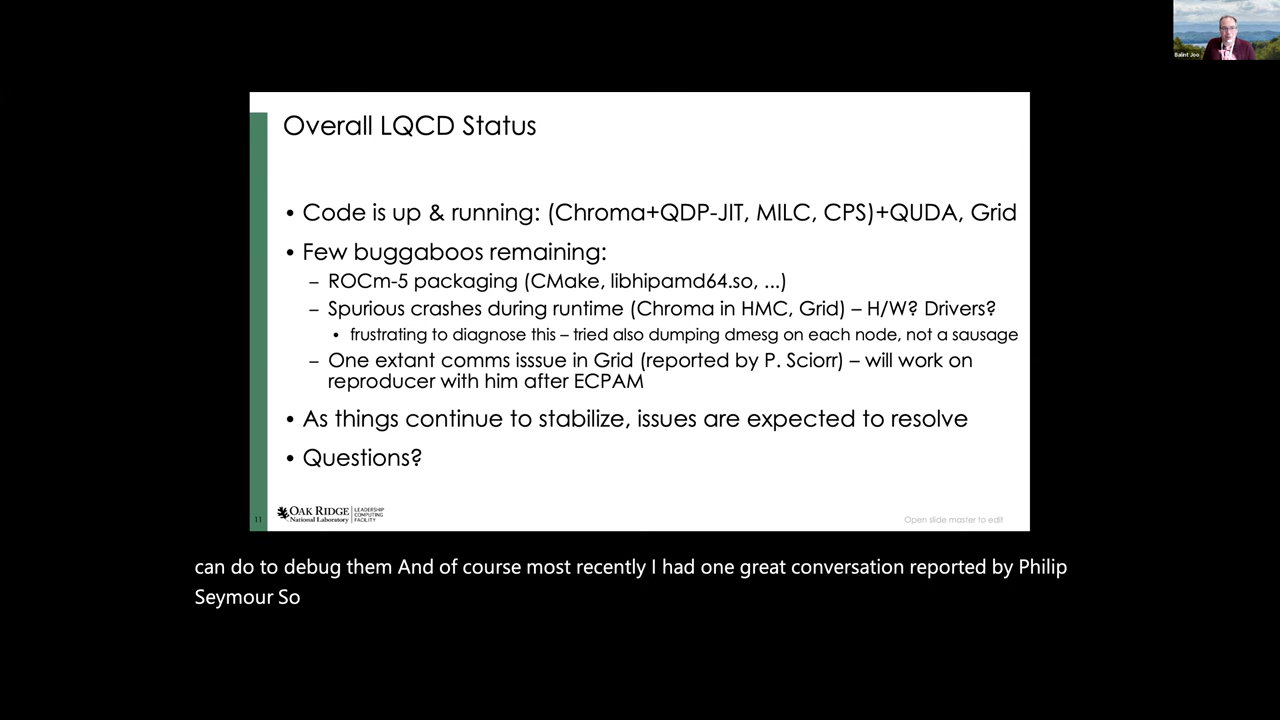 Balint Joo
Overall LQCD Status
• Code is up & running: (Chroma+QDP-JIT, MILC, CPS)+QUDA, Grid
• Few buggaboos remaining:
– ROCm-5 packaging (CMake, libhipamd64.so, ...)
– Spurious crashes during runtime (Chroma in HMC, Grid) – H/W? Drivers?
• frustrating to diagnose this – tried also dumping dmesg on each node, not a sausage
– One extant comms isssue in Grid (reported by P. Sciorr) – will work on
reproducer with him after ECPAM
• As things continue to stabilize, issues are expected to resolve
• Questions?
11
OAK RIDGE
National Laboratory
LEADERSHIP
COMPUTING
FACILITY
Open slide master to edit
can do to debug them And of course most recently I had one great conversation reported by Philip
Seymour So